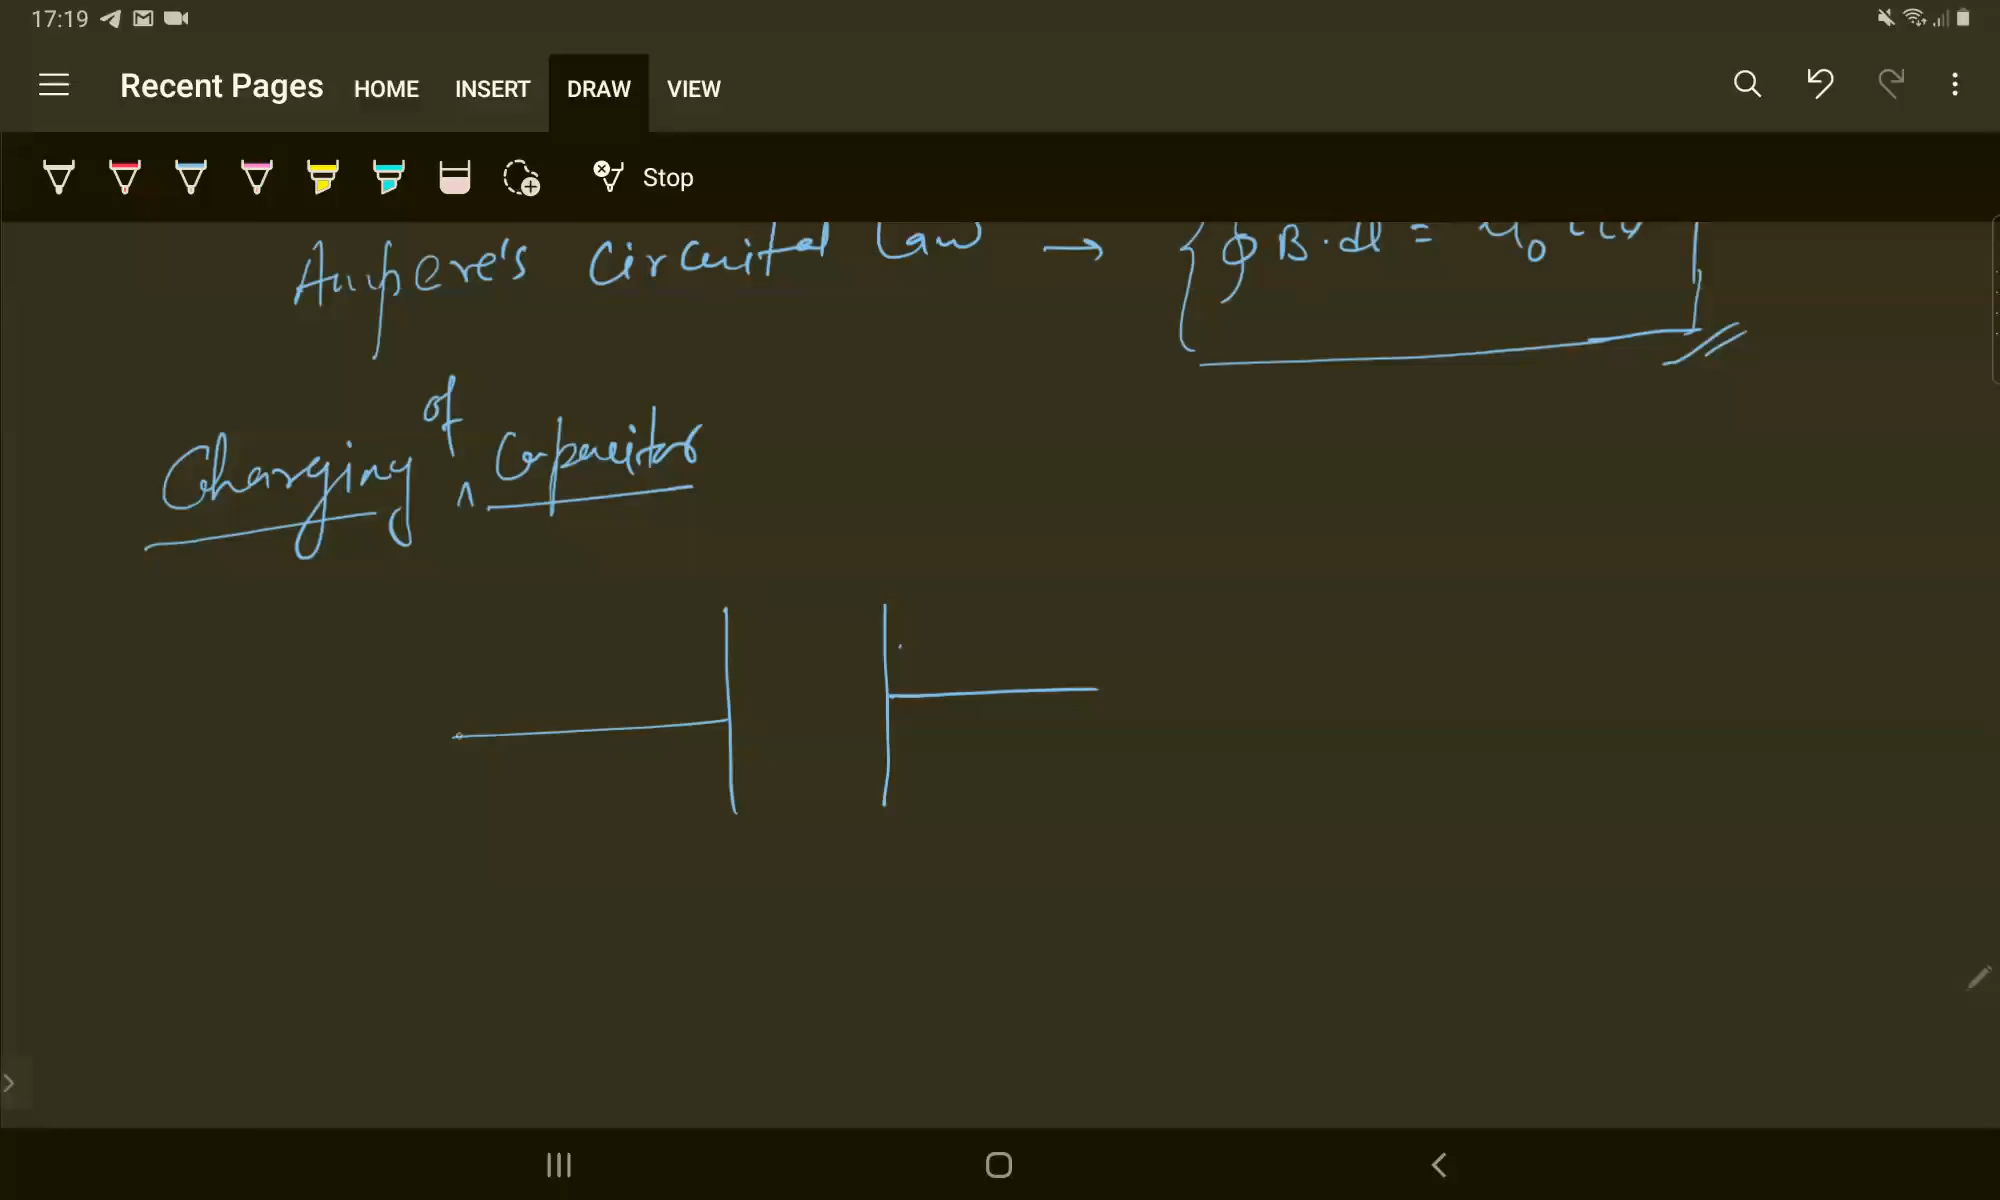 17:19
Recent Pages HOME INSERT DRAW VIEW
Stop
Ampere's Circuital Law → { ∮ B·dl = μ0
Charging of Capacitor